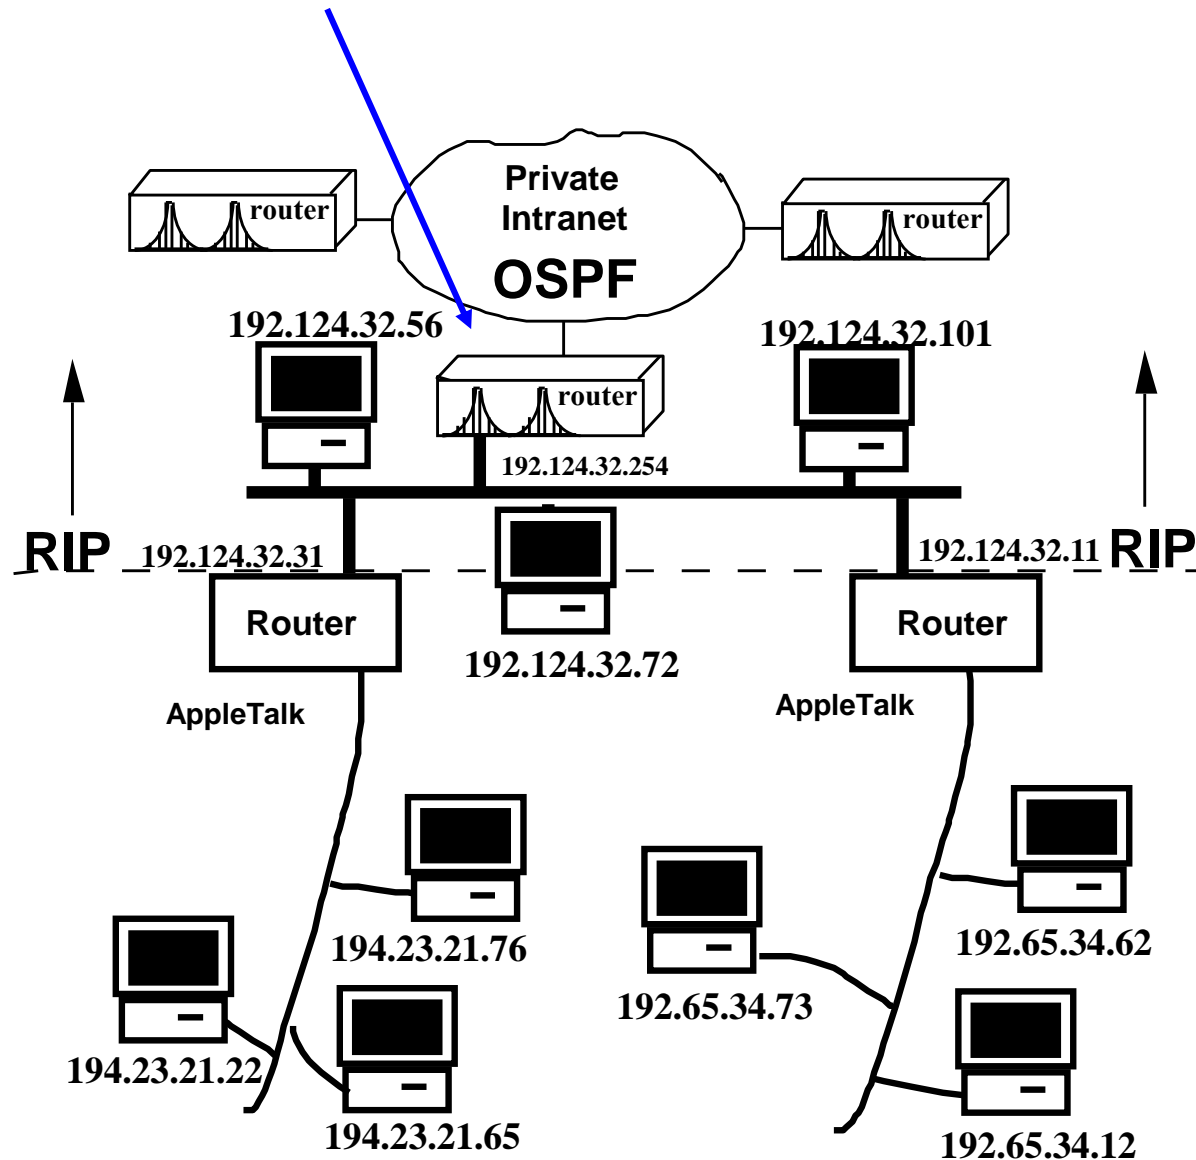 Private
Intranet
OSPF
router
router
192.124.32.56
192.124.32.101
router
192.124.32.254
RIP
192.124.32.31
192.124.32.11
RIP
Router
Router
192.124.32.72
AppleTalk
AppleTalk
194.23.21.76
192.65.34.62
192.65.34.73
194.23.21.22
194.23.21.65
192.65.34.12